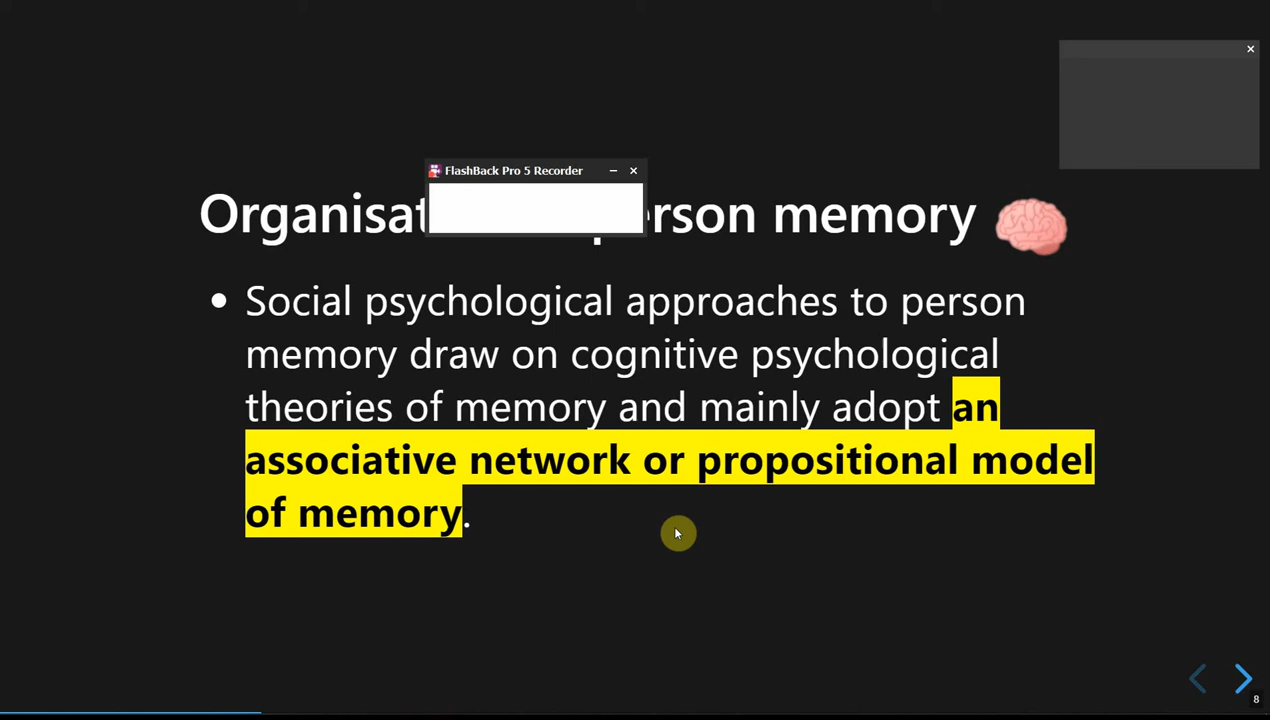 FlashBack Pro 5 Recorder
Organisat erson memory
Social psychological approaches to person
memory draw on cognitive psychological
theories of memory and mainly adopt an
associative network or propositional model
of memory.
8